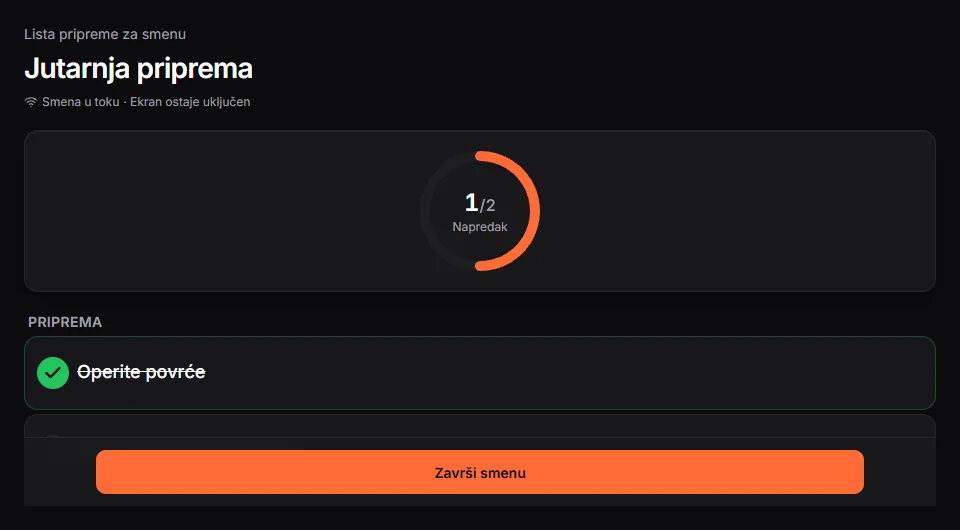 Lista pripreme za smenu
Jutarnja priprema
Smena u toku · Ekran ostaje uključen
1/2
Napredak
PRIPREMA
Operite povrće
Završi smenu